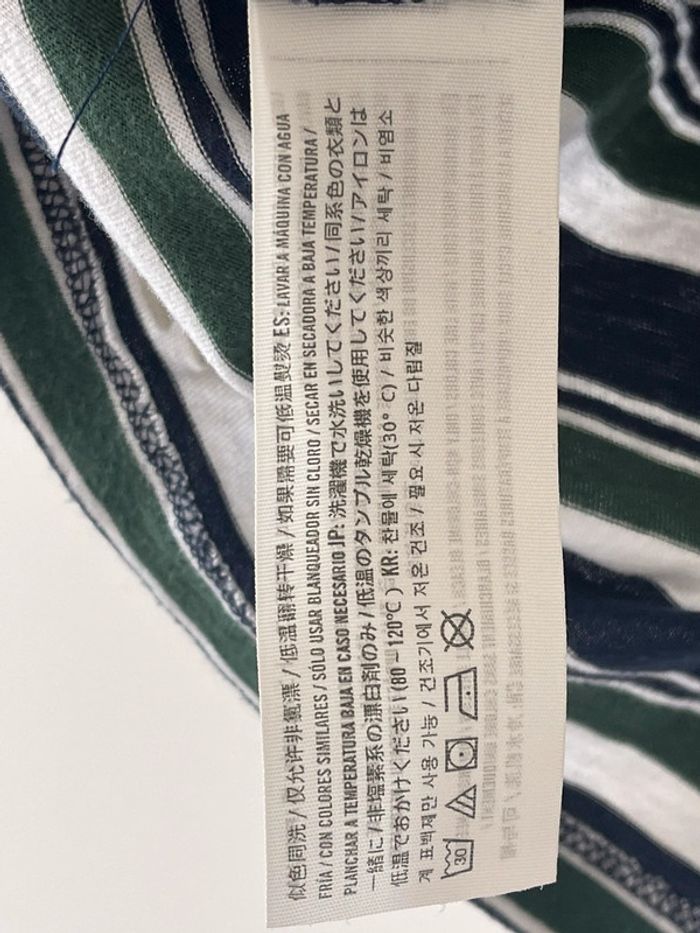 似色同洗 / 仅允许非氯漂 / 低温翻转干燥 / 如果需要可低温熨烫 ES: LAVAR A MÁQUINA CON AGUA
FRÍA / CON COLORES SIMILARES / SÓLO USAR BLANQUEADOR SIN CLORO / SECAR EN SECADORA A BAJA TEMPERATURA /
PLANCHAR A TEMPERATURA BAJA EN CASO NECESARIO JP: 洗濯機で水洗いしてください/同系色の衣類と
一緒に / 非塩素系の漂白剤のみ / 低温のタンブル乾燥機を使用してください/アイロンは
低温でおかけください(80 – 120℃ ) KR: 찬물에 세탁(30° C) / 비슷한 색상끼리 세탁 / 비염소
계 표백제만 사용 가능 / 건조기에서 저온 건조 / 필요 시 저온 다림질
30